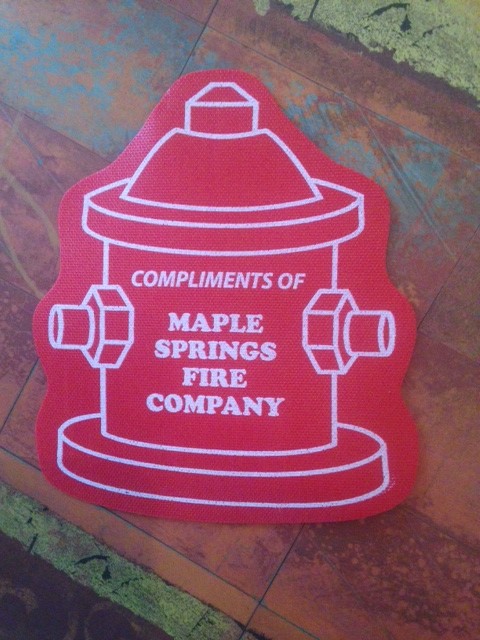 COMPLIMENTS OF
MAPLE
SPRINGS
FIRE
COMPANY